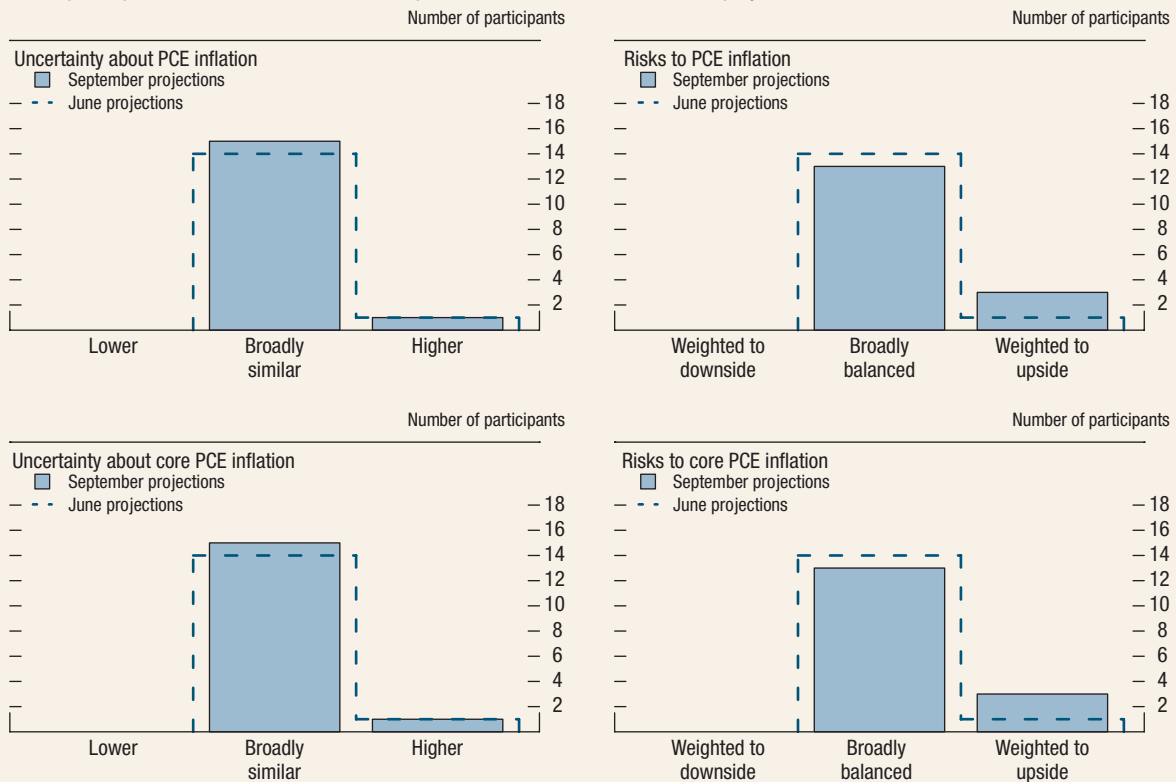 Number of participants
Uncertainty about PCE inflation
September projections
June projections
18
16
14
12
10
8
6
4
2
Lower
Broadly
similar
Higher
Number of participants
Risks to PCE inflation
September projections
June projections
18
16
14
12
10
8
6
4
2
Weighted to
downside
Broadly
balanced
Weighted to
upside
Number of participants
Uncertainty about core PCE inflation
September projections
June projections
18
16
14
12
10
8
6
4
2
Lower
Broadly
similar
Higher
Number of participants
Risks to core PCE inflation
September projections
June projections
18
16
14
12
10
8
6
4
2
Weighted to
downside
Broadly
balanced
Weighted to
upside